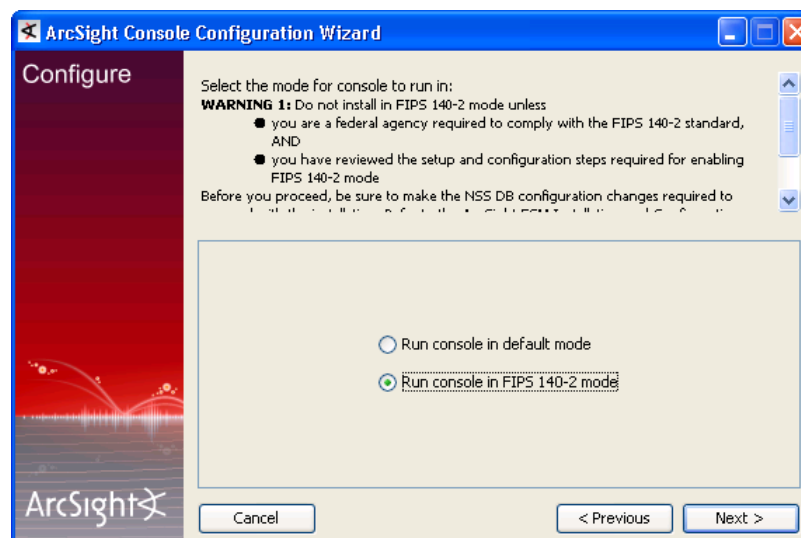 ArcSight Console Configuration Wizard
Configure
Select the mode for console to run in:
WARNING 1: Do not install in FIPS 140-2 mode unless
● you are a federal agency required to comply with the FIPS 140-2 standard,
AND
● you have reviewed the setup and configuration steps required for enabling
FIPS 140-2 mode
Before you proceed, be sure to make the NSS DB configuration changes required to
Run console in default mode
Run console in FIPS 140-2 mode
ArcSight
Cancel
< Previous
Next >